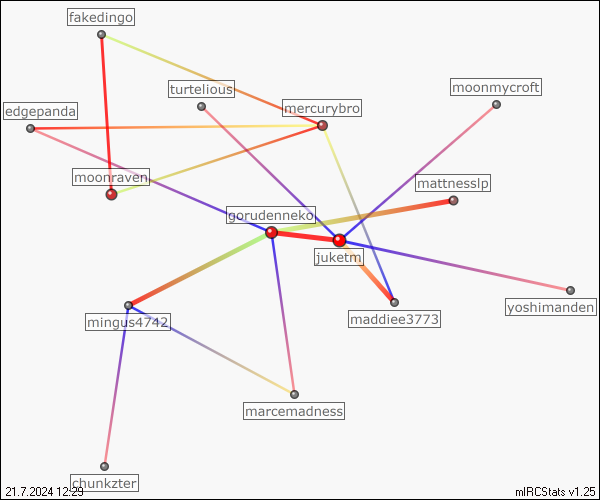 fakedingo
turtelious
moonmycroft
edgepanda
mercurybro
moonraven
mattnesslp
gorudenneko
juketm
yoshimanden
mingus4742
maddiee3773
marcemadness
chunkzter
21.7.2024 12:29
mIRCStats v1.25